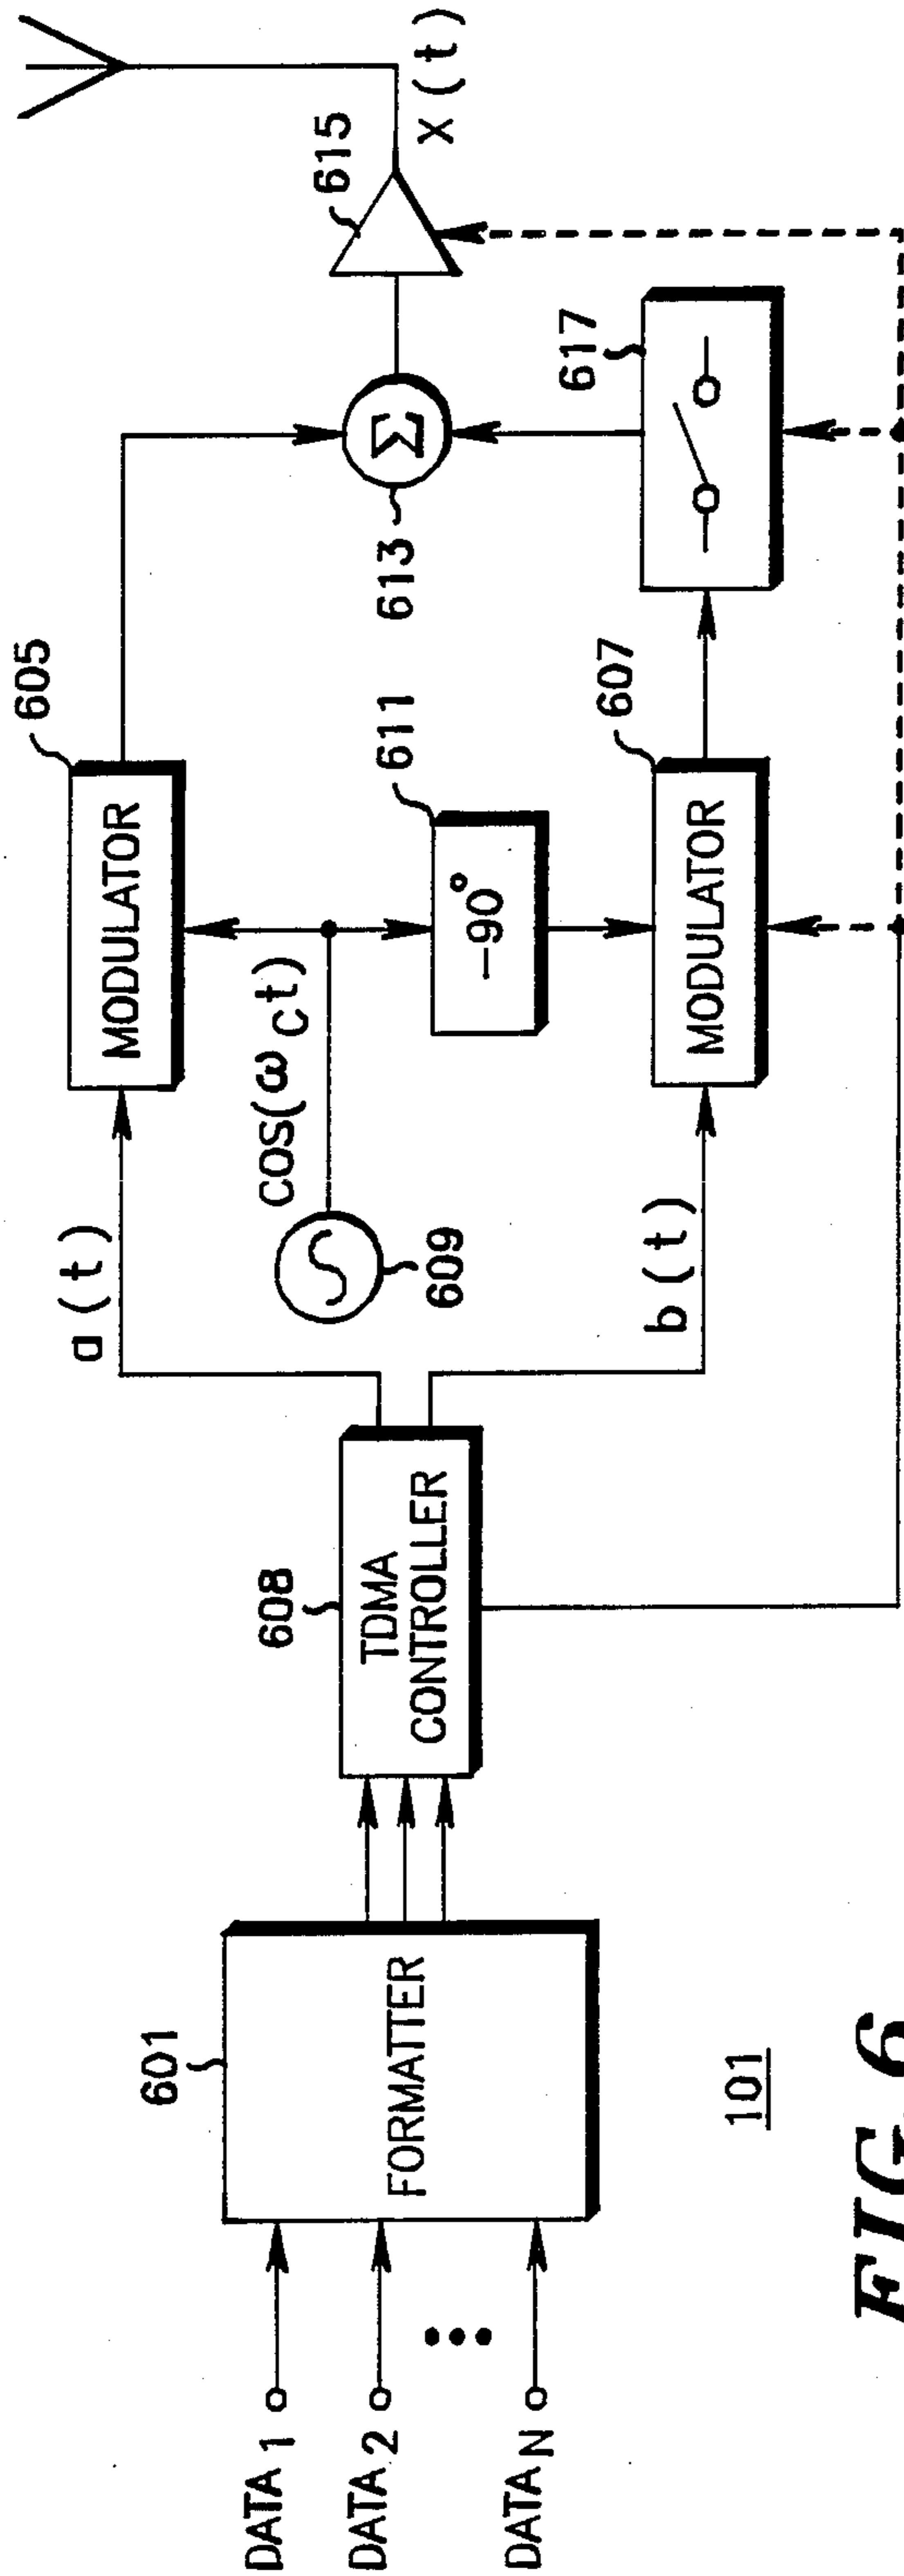 DATA 1
DATA 2
DATA N
601
FORMATTER
608
TDMA
CONTROLLER
a(t)
b(t)
609
COS(ωct)
605
MODULATOR
611
-90°
607
MODULATOR
613
Σ
617
615
X(t)
101
FIG. 6